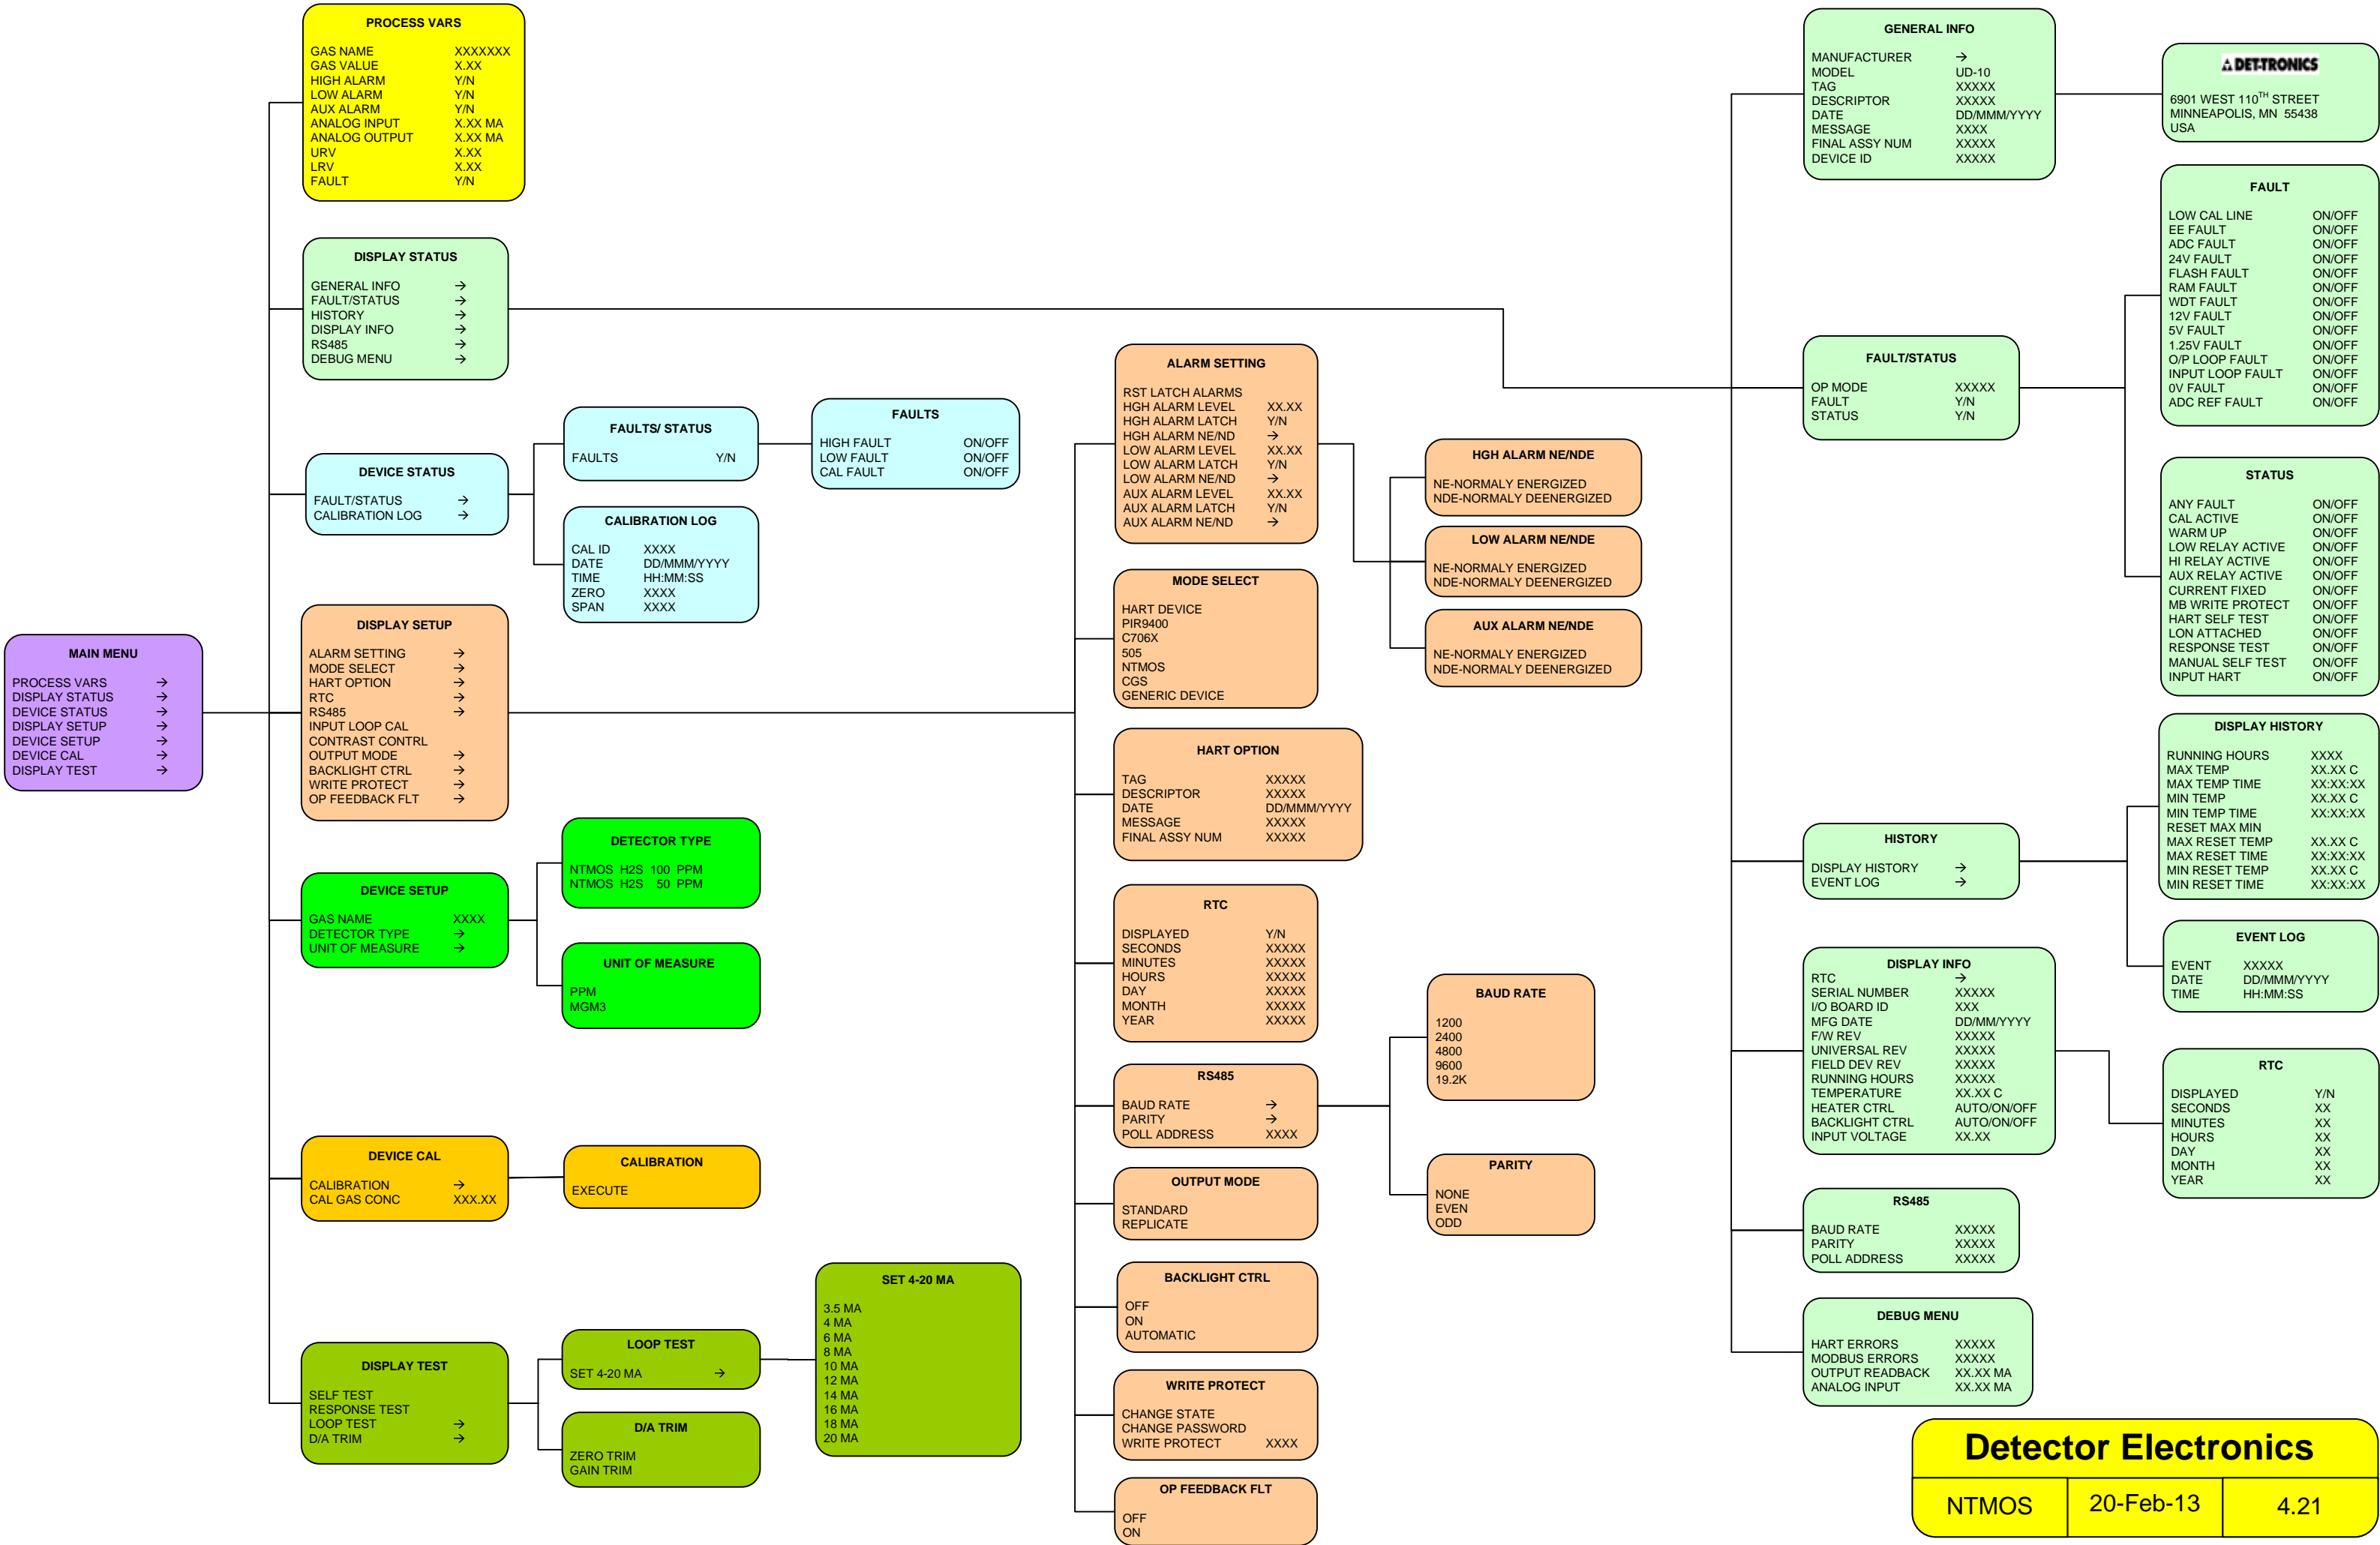 MAIN MENU
PROCESS VARS →
DISPLAY STATUS →
DEVICE STATUS →
DISPLAY SETUP →
DEVICE SETUP →
DEVICE CAL →
DISPLAY TEST →
PROCESS VARS
GAS NAME XXXXXXX
GAS VALUE X.XX
HIGH ALARM Y/N
LOW ALARM Y/N
AUX ALARM Y/N
ANALOG INPUT X.XX MA
ANALOG OUTPUT X.XX MA
URV X.XX
LRV X.XX
FAULT Y/N
DISPLAY STATUS
GENERAL INFO →
FAULT/STATUS →
HISTORY →
DISPLAY INFO →
RS485 →
DEBUG MENU →
DEVICE STATUS
FAULT/STATUS →
CALIBRATION LOG →
FAULTS/ STATUS
FAULTS Y/N
FAULTS
HIGH FAULT ON/OFF
LOW FAULT ON/OFF
CAL FAULT ON/OFF
CALIBRATION LOG
CAL ID XXXX
DATE DD/MMM/YYYY
TIME HH:MM:SS
ZERO XXXX
SPAN XXXX
DISPLAY SETUP
ALARM SETTING →
MODE SELECT →
HART OPTION →
RTC →
RS485 →
INPUT LOOP CAL
CONTRAST CONTRL
OUTPUT MODE →
BACKLIGHT CTRL →
WRITE PROTECT →
OP FEEDBACK FLT →
DEVICE SETUP
GAS NAME XXXX
DETECTOR TYPE →
UNIT OF MEASURE →
DETECTOR TYPE
NTMOS H2S 100 PPM
NTMOS H2S 50 PPM
UNIT OF MEASURE
PPM
MGM3
DEVICE CAL
CALIBRATION →
CAL GAS CONC XXX.XX
CALIBRATION
EXECUTE
DISPLAY TEST
SELF TEST
RESPONSE TEST
LOOP TEST →
D/A TRIM →
LOOP TEST
SET 4-20 MA →
D/A TRIM
ZERO TRIM
GAIN TRIM
SET 4-20 MA
3.5 MA
4 MA
6 MA
8 MA
10 MA
12 MA
14 MA
16 MA
18 MA
20 MA
ALARM SETTING
RST LATCH ALARMS
HGH ALARM LEVEL XX.XX
HGH ALARM LATCH Y/N
HGH ALARM NE/ND →
LOW ALARM LEVEL XX.XX
LOW ALARM LATCH Y/N
LOW ALARM NE/ND →
AUX ALARM LEVEL XX.XX
AUX ALARM LATCH Y/N
AUX ALARM NE/ND →
HGH ALARM NE/NDE
NE-NORMALY ENERGIZED
NDE-NORMALY DEENERGIZED
LOW ALARM NE/NDE
NE-NORMALY ENERGIZED
NDE-NORMALY DEENERGIZED
AUX ALARM NE/NDE
NE-NORMALY ENERGIZED
NDE-NORMALY DEENERGIZED
MODE SELECT
HART DEVICE
PIR9400
C706X
505
NTMOS
CGS
GENERIC DEVICE
HART OPTION
TAG XXXXX
DESCRIPTOR XXXXX
DATE DD/MMM/YYYY
MESSAGE XXXXX
FINAL ASSY NUM XXXXX
RTC
DISPLAYED Y/N
SECONDS XXXXX
MINUTES XXXXX
HOURS XXXXX
DAY XXXXX
MONTH XXXXX
YEAR XXXXX
RS485
BAUD RATE →
PARITY →
POLL ADDRESS XXXX
BAUD RATE
1200
2400
4800
9600
19.2K
PARITY
NONE
EVEN
ODD
OUTPUT MODE
STANDARD
REPLICATE
BACKLIGHT CTRL
OFF
ON
AUTOMATIC
WRITE PROTECT
CHANGE STATE
CHANGE PASSWORD
WRITE PROTECT XXXX
OP FEEDBACK FLT
OFF
ON
GENERAL INFO
MANUFACTURER →
MODEL UD-10
TAG XXXXX
DESCRIPTOR XXXXX
DATE DD/MMM/YYYY
MESSAGE XXXX
FINAL ASSY NUM XXXXX
DEVICE ID XXXXX
DET-TRONICS
6901 WEST 110TH STREET
MINNEAPOLIS, MN 55438
USA
FAULT/STATUS
OP MODE XXXXX
FAULT Y/N
STATUS Y/N
FAULT
LOW CAL LINE ON/OFF
EE FAULT ON/OFF
ADC FAULT ON/OFF
24V FAULT ON/OFF
FLASH FAULT ON/OFF
RAM FAULT ON/OFF
WDT FAULT ON/OFF
12V FAULT ON/OFF
5V FAULT ON/OFF
1.25V FAULT ON/OFF
O/P LOOP FAULT ON/OFF
INPUT LOOP FAULT ON/OFF
0V FAULT ON/OFF
ADC REF FAULT ON/OFF
STATUS
ANY FAULT ON/OFF
CAL ACTIVE ON/OFF
WARM UP ON/OFF
LOW RELAY ACTIVE ON/OFF
HI RELAY ACTIVE ON/OFF
AUX RELAY ACTIVE ON/OFF
CURRENT FIXED ON/OFF
MB WRITE PROTECT ON/OFF
HART SELF TEST ON/OFF
LON ATTACHED ON/OFF
RESPONSE TEST ON/OFF
MANUAL SELF TEST ON/OFF
INPUT HART ON/OFF
HISTORY
DISPLAY HISTORY →
EVENT LOG →
DISPLAY HISTORY
RUNNING HOURS XXXX
MAX TEMP XX.XX C
MAX TEMP TIME XX:XX:XX
MIN TEMP XX.XX C
MIN TEMP TIME XX:XX:XX
RESET MAX MIN
MAX RESET TEMP XX.XX C
MAX RESET TIME XX:XX:XX
MIN RESET TEMP XX.XX C
MIN RESET TIME XX:XX:XX
EVENT LOG
EVENT XXXXX
DATE DD/MMM/YYYY
TIME HH:MM:SS
DISPLAY INFO
RTC →
SERIAL NUMBER XXXXX
I/O BOARD ID XXX
MFG DATE DD/MM/YYYY
F/W REV XXXXX
UNIVERSAL REV XXXXX
FIELD DEV REV XXXXX
RUNNING HOURS XXXXX
TEMPERATURE XX.XX C
HEATER CTRL AUTO/ON/OFF
BACKLIGHT CTRL AUTO/ON/OFF
INPUT VOLTAGE XX.XX
RTC
DISPLAYED Y/N
SECONDS XX
MINUTES XX
HOURS XX
DAY XX
MONTH XX
YEAR XX
RS485
BAUD RATE XXXXX
PARITY XXXXX
POLL ADDRESS XXXXX
DEBUG MENU
HART ERRORS XXXXX
MODBUS ERRORS XXXXX
OUTPUT READBACK XX.XX MA
ANALOG INPUT XX.XX MA
Detector Electronics
NTMOS 20-Feb-13 4.21